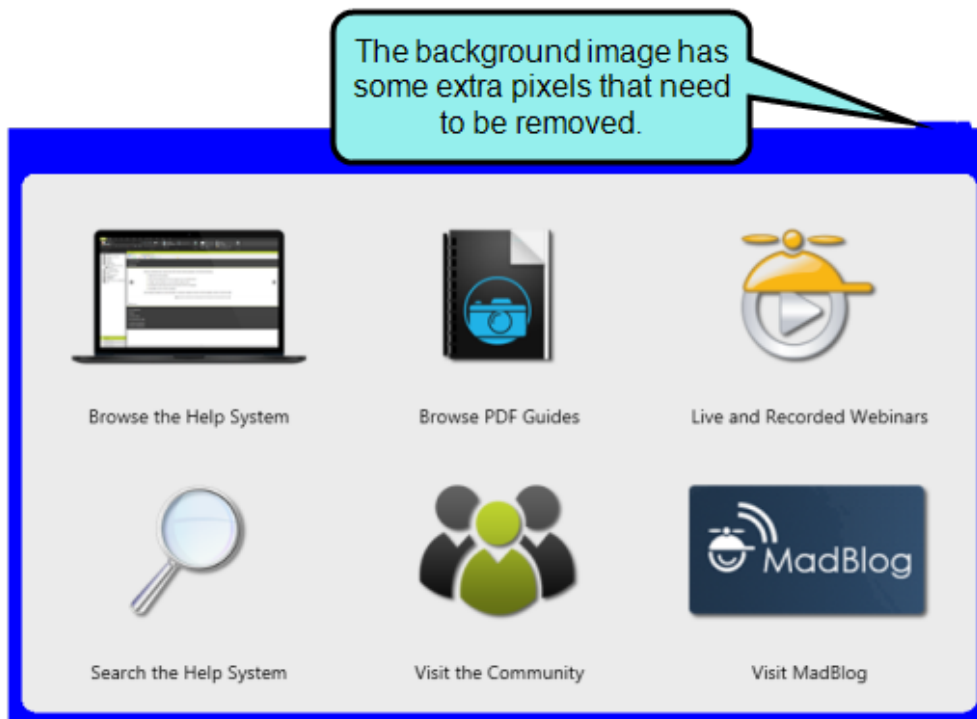 The background image has
some extra pixels that need
to be removed.
Browse the Help System
Browse PDF Guides
Live and Recorded Webinars
MadBlog
Search the Help System
Visit the Community
Visit MadBlog